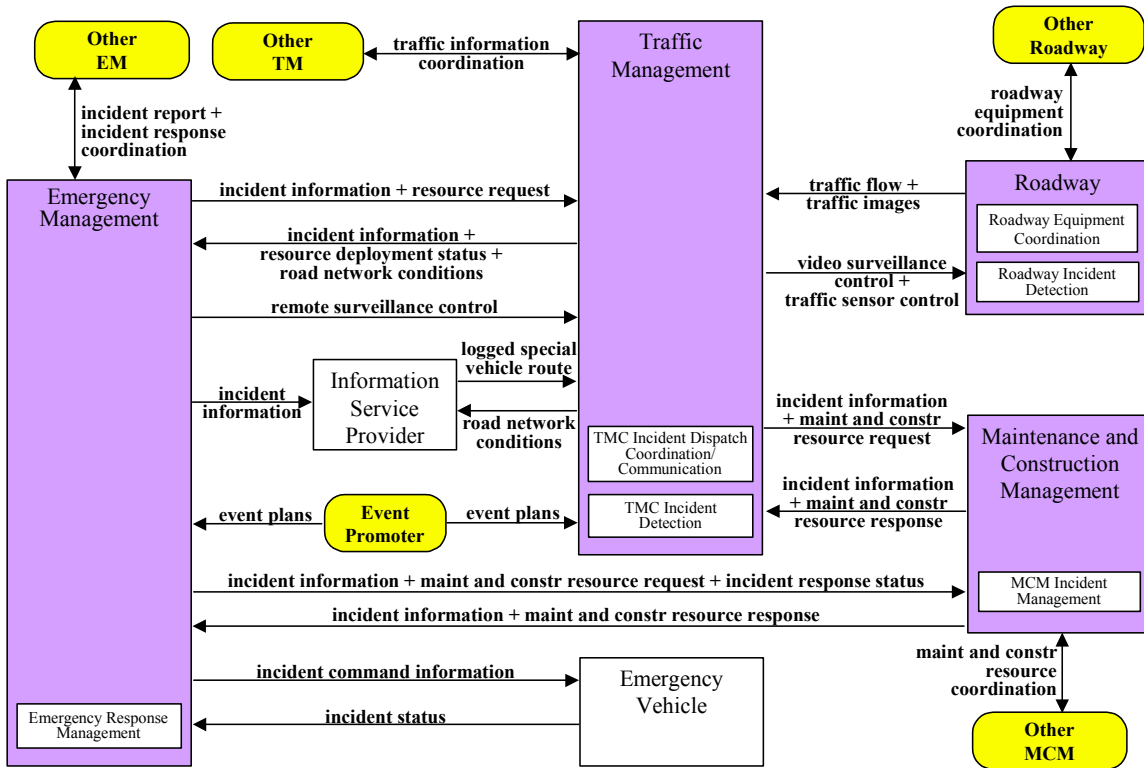 Other
EM
Other
TM
traffic information
coordination
Traffic
Management
Other
Roadway
incident report +
incident response
coordination
roadway
equipment
coordination
Emergency
Management
incident information + resource request
traffic flow +
traffic images
Roadway
Roadway Equipment
Coordination
incident information +
resource deployment status +
road network conditions
video surveillance
control +
traffic sensor control
Roadway Incident
Detection
remote surveillance control
logged special
vehicle route
incident
information
Information
Service
Provider
road network
conditions
incident information
+ maint and constr
resource request
TMC Incident Dispatch
Coordination/
Communication
Maintenance and
Construction
Management
incident information
+ maint and constr
resource response
event plans
Event
Promoter
event plans
TMC Incident
Detection
incident information + maint and constr resource request + incident response status
MCM Incident
Management
incident information + maint and constr resource response
maint and constr
resource
coordination
incident command information
Emergency
Vehicle
Emergency Response
Management
incident status
Other
MCM